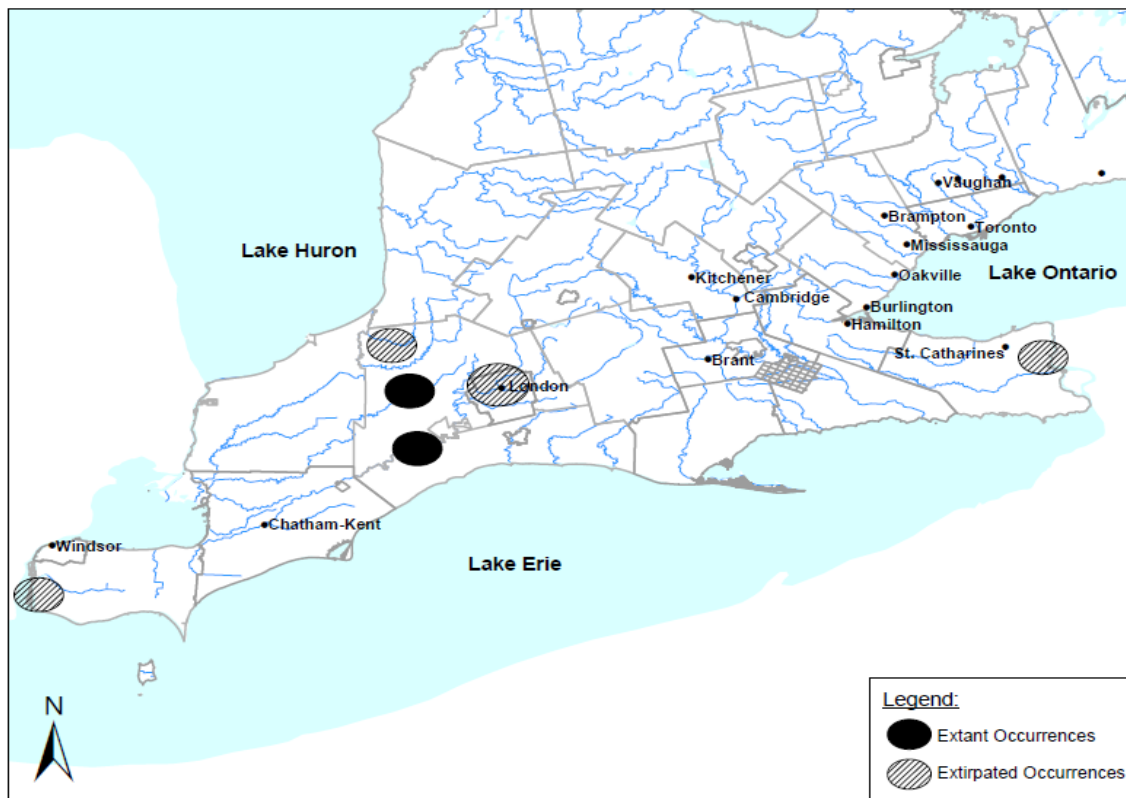 Vaughan
Brampton
Toronto
Mississauga
Lake Huron
Lake Ontario
Oakville
Kitchener
Cambridge
Burlington
Hamilton
St. Catharines
Brant
London
Chatham-Kent
Windsor
Lake Erie
N
Legend:
Extant Occurrences
Extirpated Occurrences